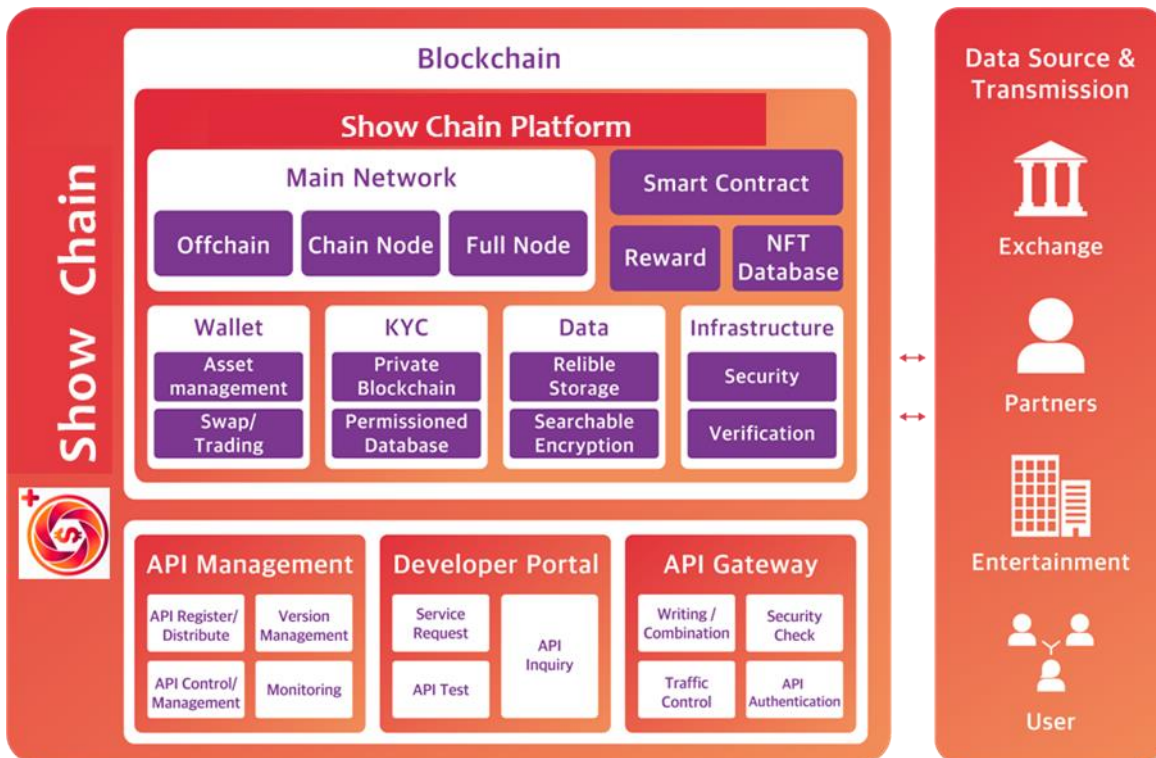 Show Chain
Blockchain
Show Chain Platform
Main Network
Offchain
Chain Node
Full Node
Smart Contract
Reward
NFT
Database
Wallet
Asset
management
Swap/
Trading
KYC
Private
Blockchain
Permissioned
Database
Data
Relible
Storage
Searchable
Encryption
Infrastructure
Security
Verification
API Management
API Register/
Distribute
Version
Management
API Control/
Management
Monitoring
Developer Portal
Service
Request
API Test
API
Inquiry
API Gateway
Writing /
Combination
Security
Check
Traffic
Control
API
Authentication
Data Source &
Transmission
Exchange
Partners
Entertainment
User